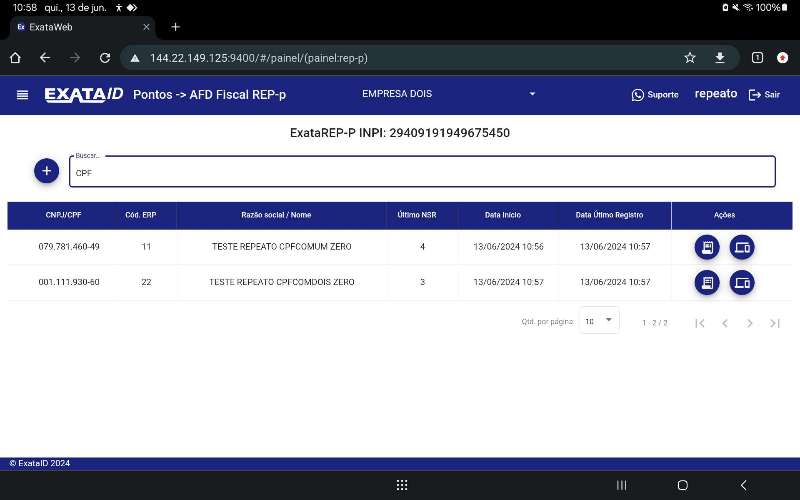 10:58 qui., 13 de jun. 100%
Ex ExataWeb
144.22.149.125:9400/#/painel/(painel:rep-p) 1
EXATAID Pontos -> AFD Fiscal REP-p EMPRESA DOIS Suporte repeato Sair
ExataREP-P INPI: 29409191949675450
Buscar...
CPF
CNPJ/CPF Cód. ERP Razão social / Nome Último NSR Data Início Data Útimo Registro Ações
079.781.460-49 11 TESTE REPEATO CPFCOMUM ZERO 4 13/06/2024 10:56 13/06/2024 10:57
001.111.930-60 22 TESTE REPEATO CPFCOMDOIS ZERO 3 13/06/2024 10:57 13/06/2024 10:57
Qtd. por página: 10 1 - 2 / 2
© ExataID 2024